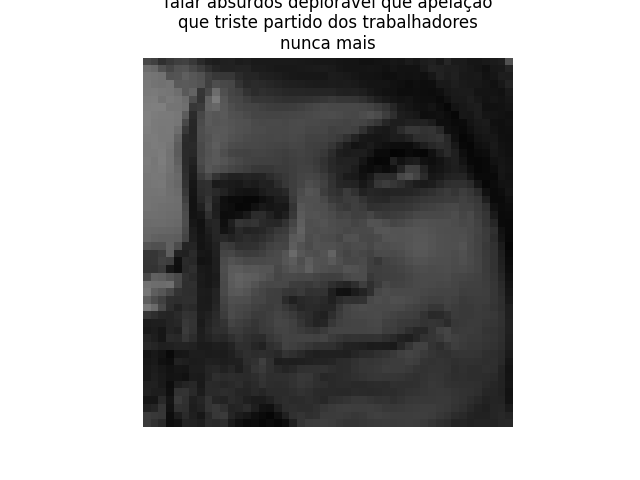 falar absurdos deplorável que apelação
que triste partido dos trabalhadores
nunca mais